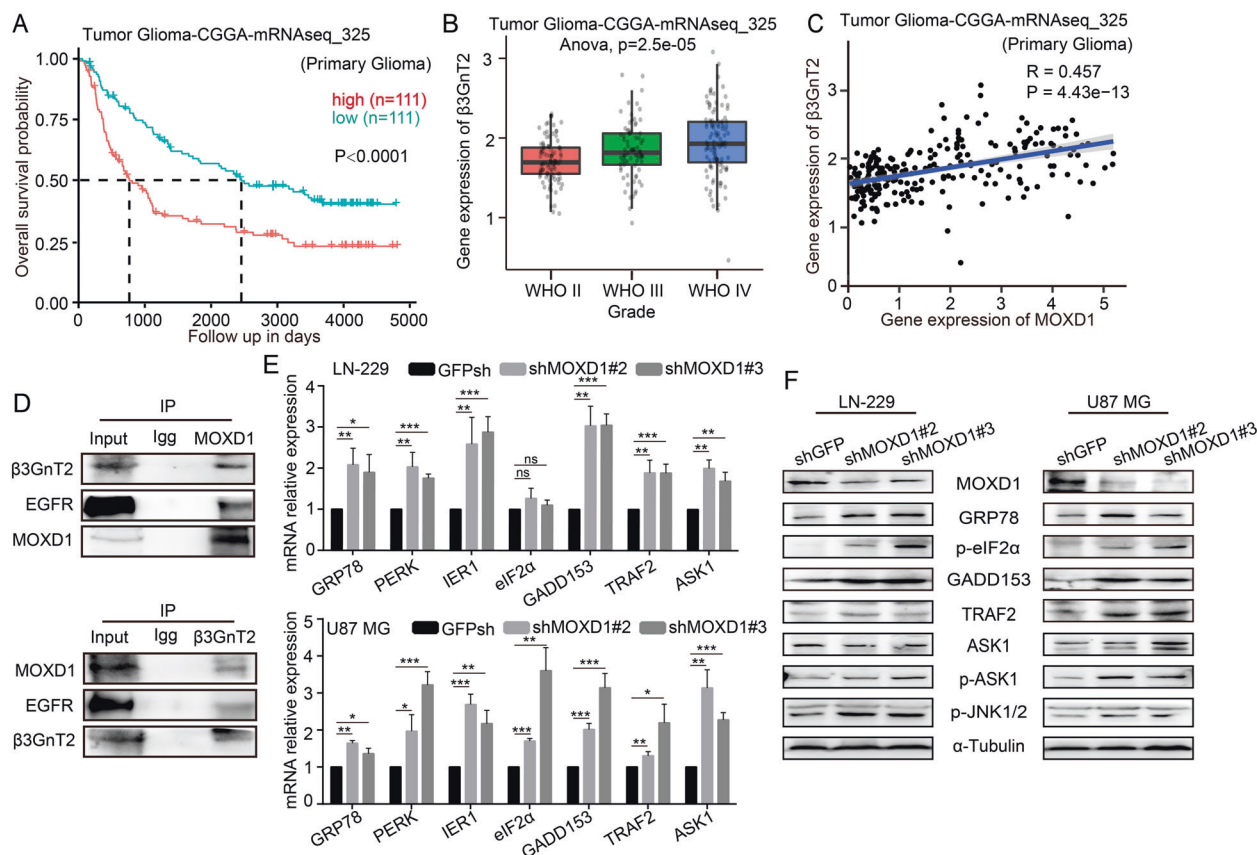 A
Tumor Glioma-CGGA-mRNAseq_325
(Primary Glioma)
high (n=111)
low (n=111)
P<0.0001
Overall survival probability
1.00
0.75
0.50
0.25
0.00
0 1000 2000 3000 4000 5000
Follow up in days
B
Tumor Glioma-CGGA-mRNAseq_325
Anova, p=2.5e-05
Gene expression of β3GnT2
3
2
1
WHO II WHO III WHO IV
Grade
C
Tumor Glioma-CGGA-mRNAseq_325
(Primary Glioma)
R = 0.457
P = 4.43e−13
Gene expression of β3GnT2
3
2
1
0
0 1 2 3 4 5
Gene expression of MOXD1
D
IP
Input Igg MOXD1
β3GnT2
EGFR
MOXD1
IP
Input Igg β3GnT2
MOXD1
EGFR
β3GnT2
E
LN-229 GFPsh shMOXD1#2 shMOXD1#3
mRNA relative expression
4
3
2
1
0
** * ** *** ** *** ns ns ** *** ** *** ** **
GRP78 PERK IER1 eIF2α GADD153 TRAF2 ASK1
U87 MG GFPsh shMOXD1#2 shMOXD1#3
mRNA relative expression
5
4
3
2
1
0
** * * *** *** ** *** ** *** *** ** * ** ***
GRP78 PERK IER1 eIF2α GADD153 TRAF2 ASK1
F
LN-229 U87 MG
shGFP shMOXD1#2 shMOXD1#3 shGFP shMOXD1#2 shMOXD1#3
MOXD1
GRP78
p-eIF2α
GADD153
TRAF2
ASK1
p-ASK1
p-JNK1/2
α-Tubulin